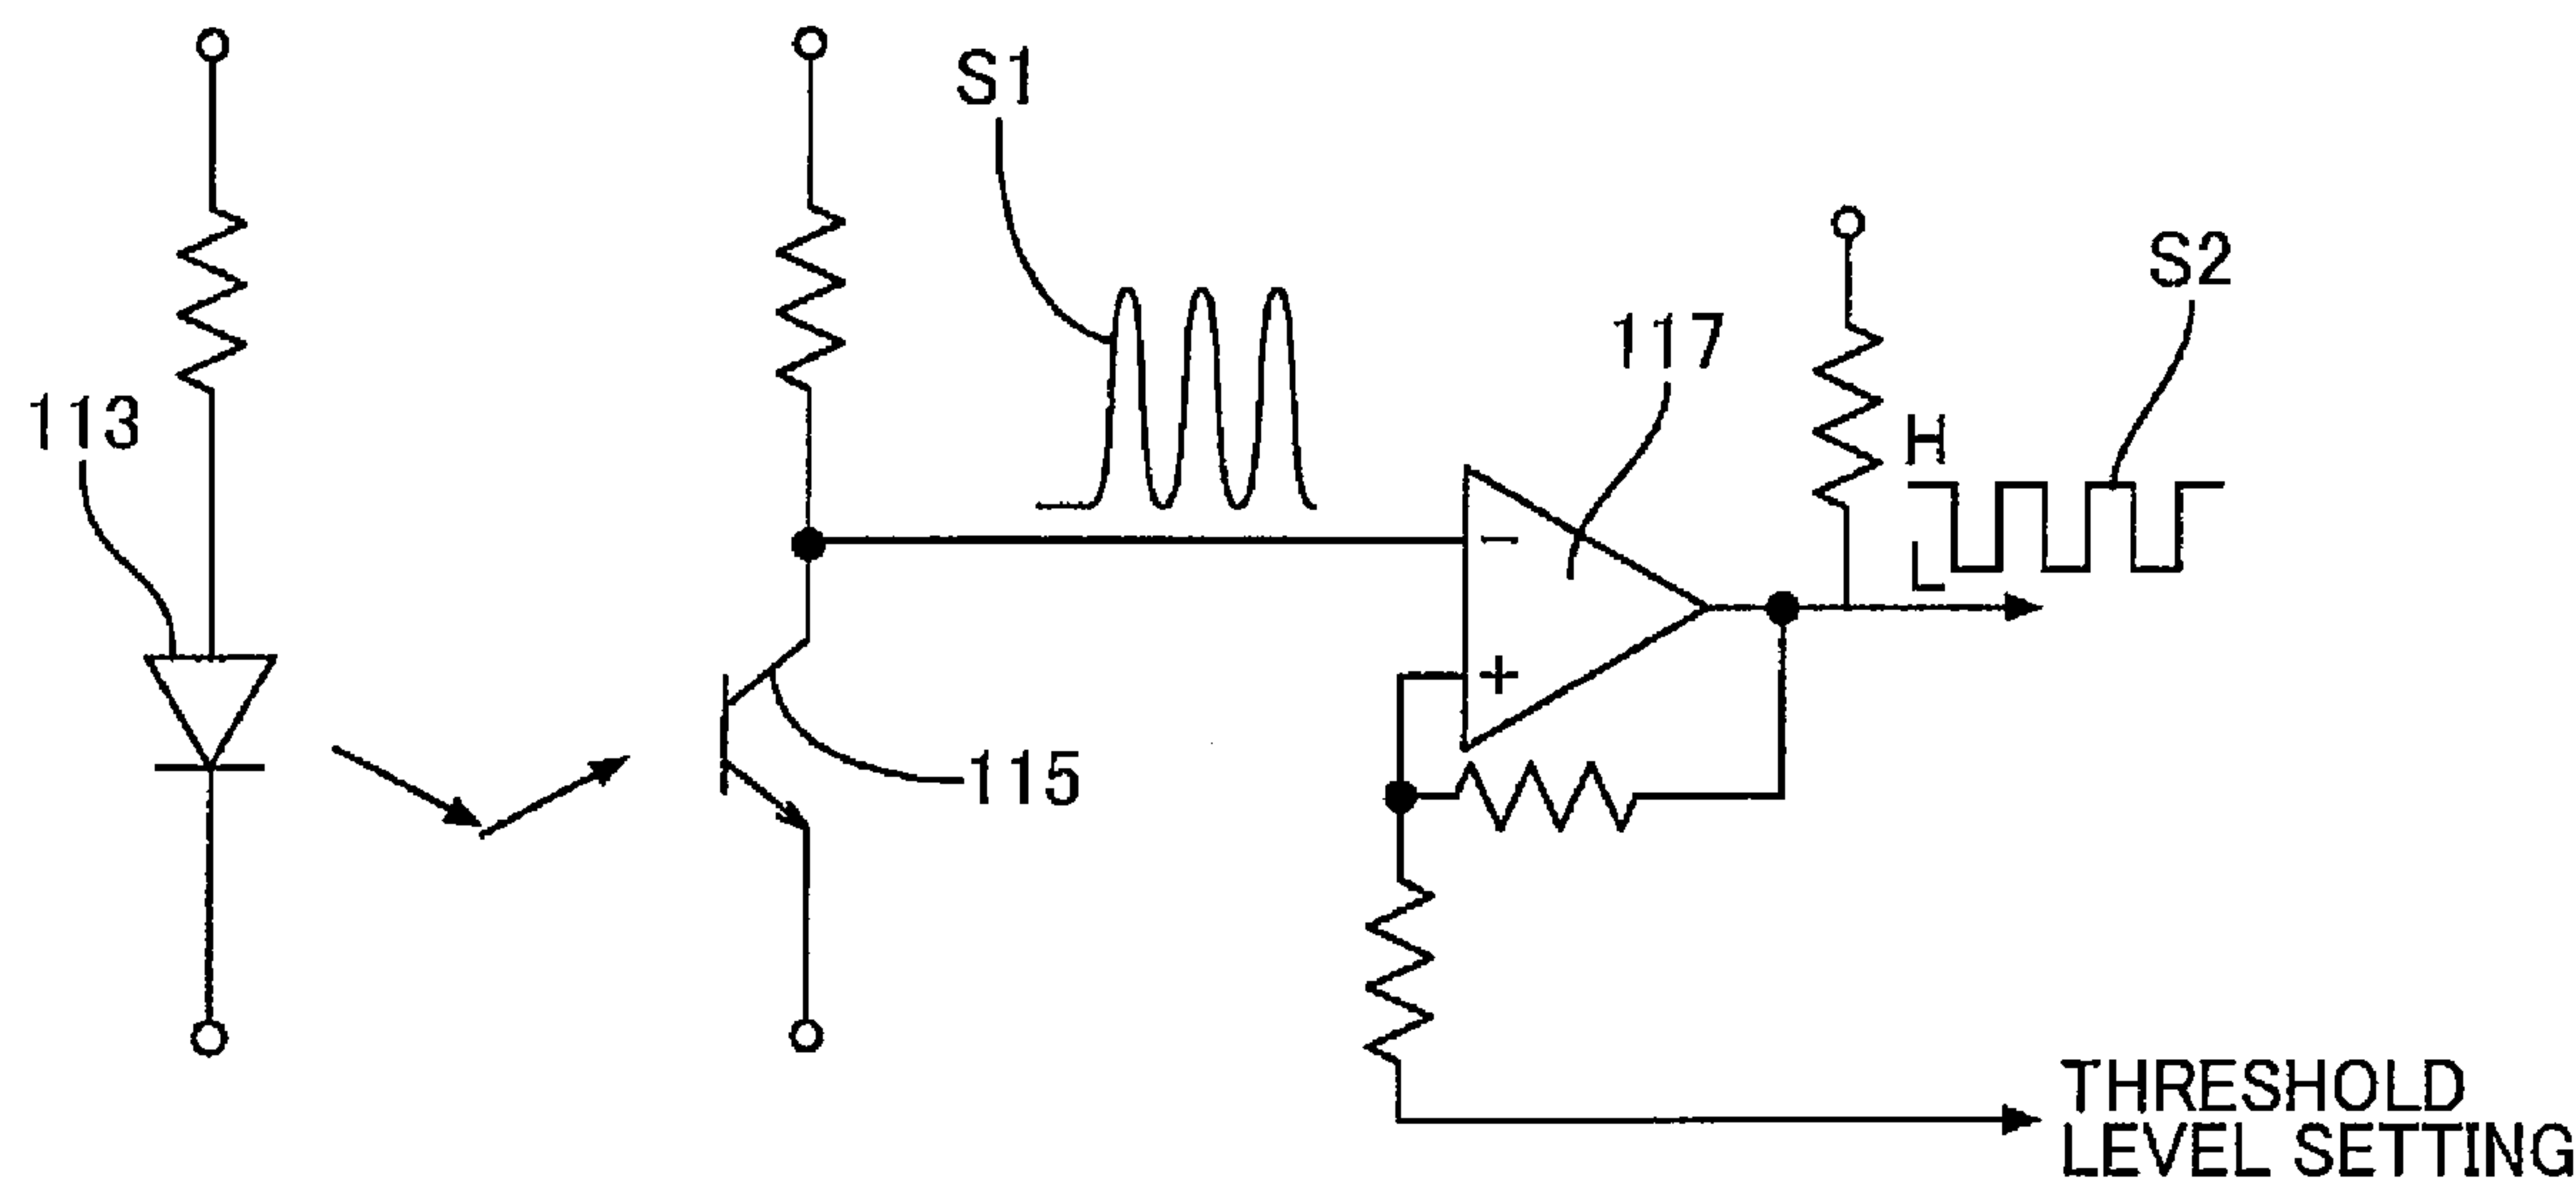 S1
S2
117
113
H
L
-
+
115
THRESHOLD
LEVEL SETTING